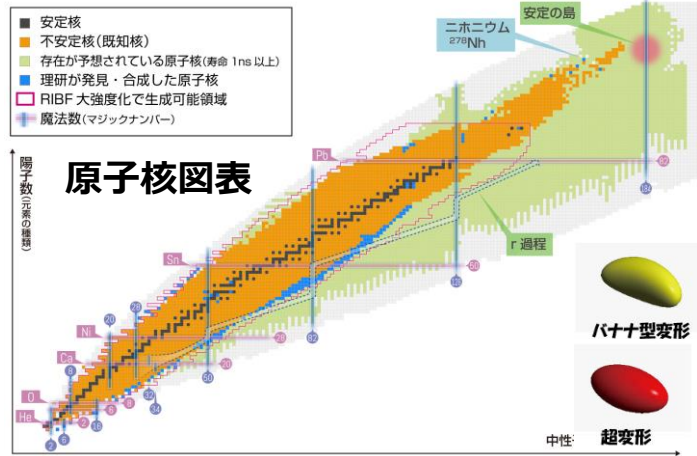 安定核
不安定核(既知核)
存在が予想されている原子核(寿命 1ns 以上)
理研が発見・合成した原子核
RIBF 大強度化で生成可能領域
魔法数(マジックナンバー)
ニホニウム
²⁷⁸Nh
安定の島
陽子数(元素の種類)
原子核図表
Pb
82
184
r 過程
Sn
50
126
28
20
Ni
28
82
Ca
20
8
50
O
8
32
34
He
6
2
16
2
6
バナナ型変形
超変形
中性